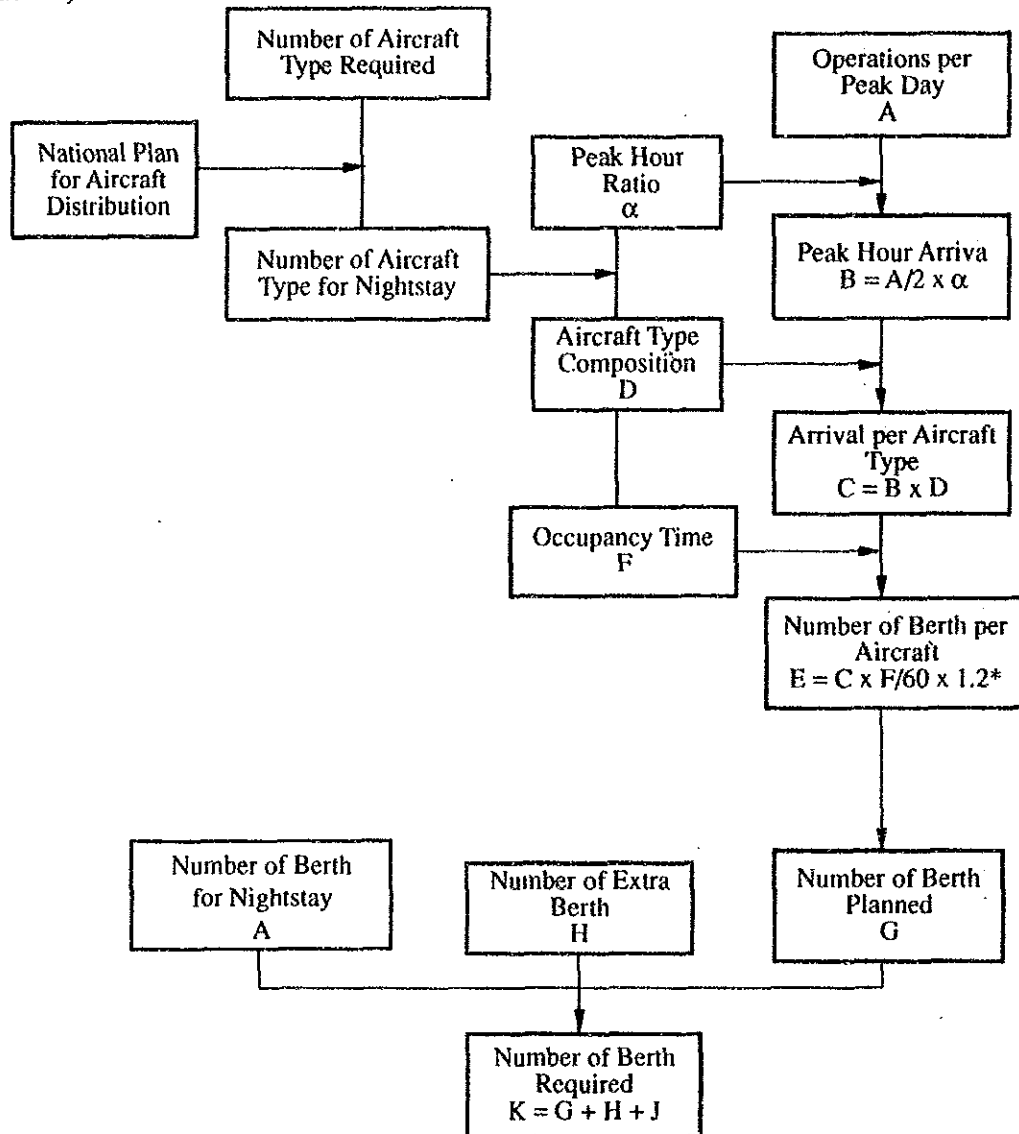 Number of Aircraft
Type Required
Operations per
Peak Day
A
National Plan
for Aircraft
Distribution
Peak Hour
Ratio
α
Number of Aircraft
Type for Nightstay
Peak Hour Arriva
B = A/2 x α
Aircraft Type
Composition
D
Arrival per Aircraft
Type
C = B x D
Occupancy Time
F
Number of Berth per
Aircraft
E = C x F/60 x 1.2*
Number of Berth
for Nightstay
A
Number of Extra
Berth
H
Number of Berth
Planned
G
Number of Berth
Required
K = G + H + J